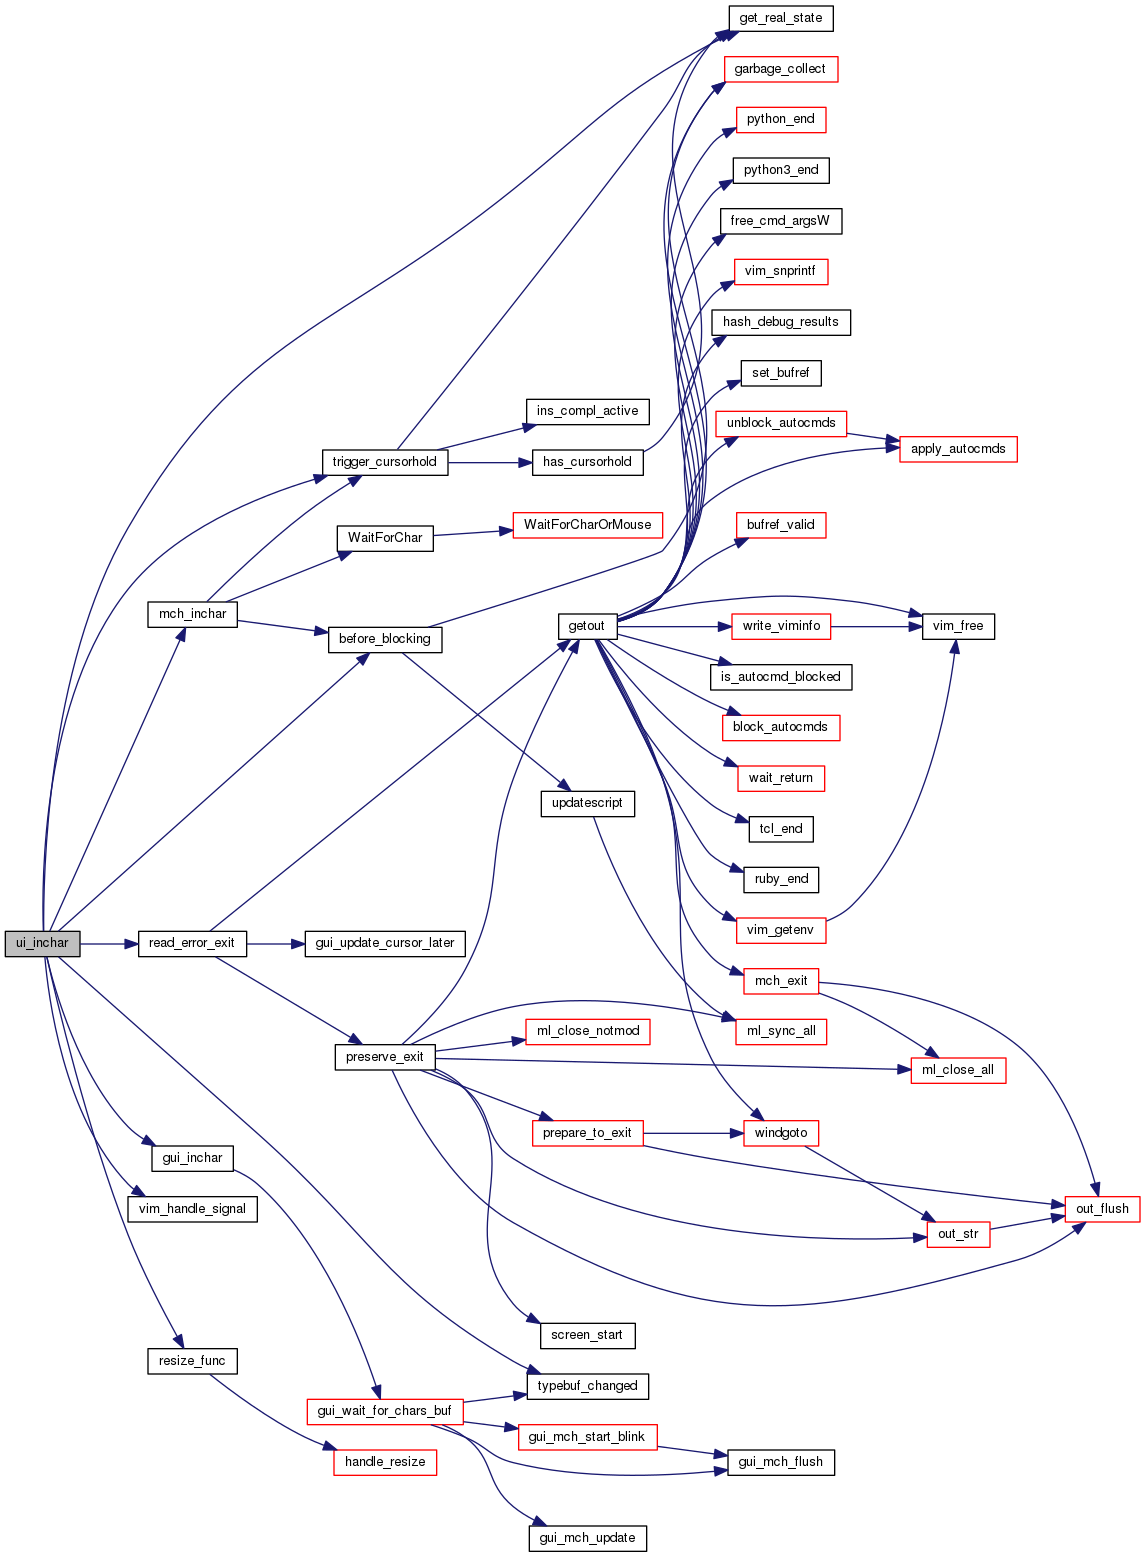 get_real_state
garbage_collect
python_end
python3_end
free_cmd_argsW
vim_snprintf
hash_debug_results
set_bufref
ins_compl_active
unblock_autocmds
apply_autocmds
trigger_cursorhold
has_cursorhold
WaitForCharOrMouse
bufref_valid
WaitForChar
mch_inchar
before_blocking
getout
write_viminfo
vim_free
is_autocmd_blocked
block_autocmds
wait_return
updatescript
tcl_end
ruby_end
vim_getenv
ui_inchar
read_error_exit
gui_update_cursor_later
mch_exit
ml_close_notmod
ml_sync_all
preserve_exit
ml_close_all
prepare_to_exit
windgoto
gui_inchar
vim_handle_signal
out_flush
out_str
screen_start
resize_func
typebuf_changed
gui_wait_for_chars_buf
gui_mch_start_blink
handle_resize
gui_mch_flush
gui_mch_update